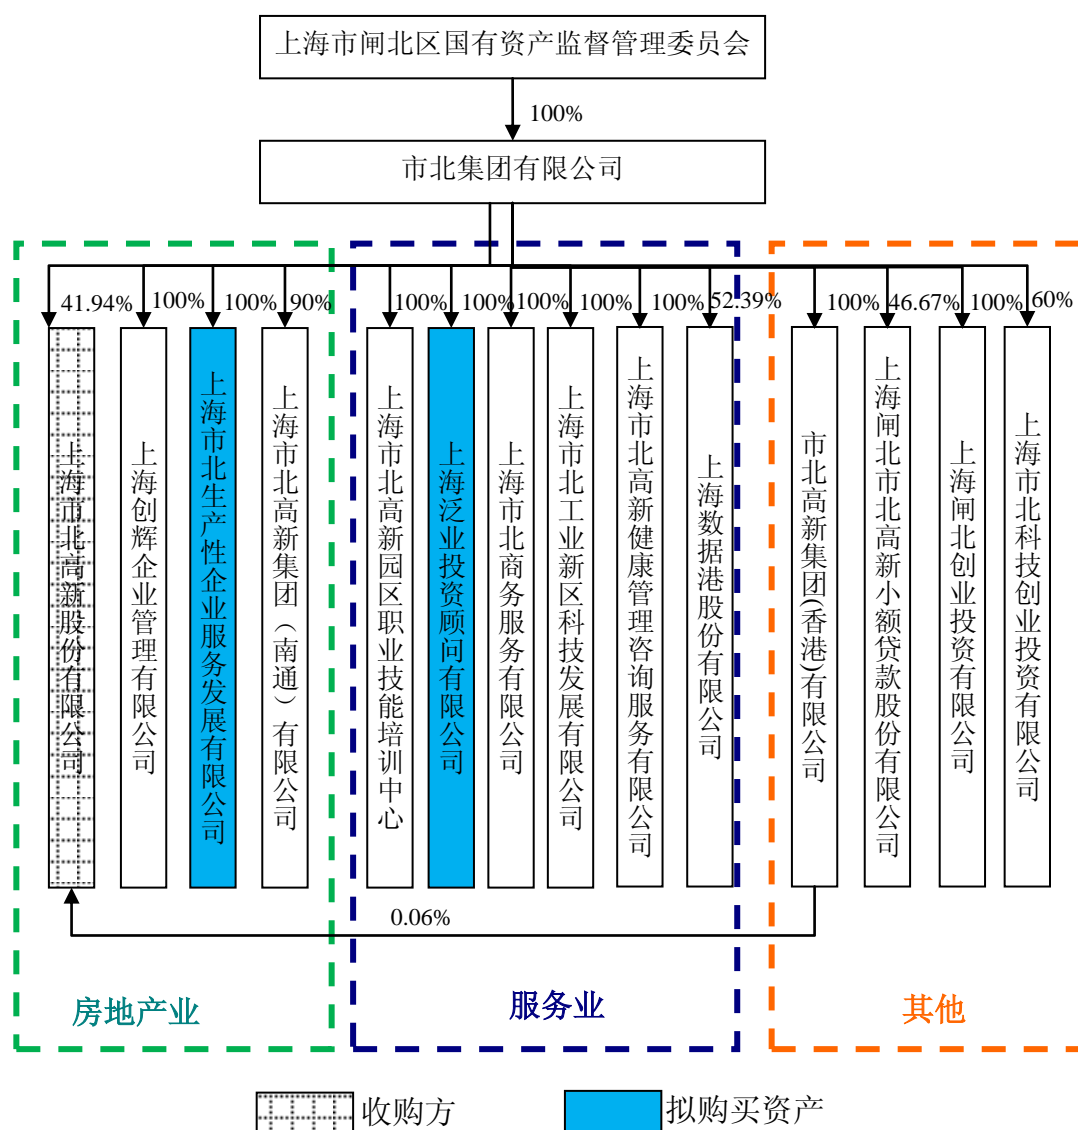 上海市闸北区国有资产监督管理委员会
100%
市北集团有限公司
41.94%
100%
100%
90%
100%
100%
100%
100%
100%
52.39%
100%
46.67%
100%
60%
上海市北高新股份有限公司
上海创辉企业管理有限公司
上海市北生产性企业服务发展有限公司
上海市北高新集团（南通）有限公司
上海市北高新园区职业技能培训中心
上海泛业投资顾问有限公司
上海市北商务服务有限公司
上海市北工业新区科技发展有限公司
上海市北高新健康管理咨询服务有限公司
上海数据港股份有限公司
市北高新集团(香港)有限公司
上海闸北市北高新小额贷款股份有限公司
上海闸北创业投资有限公司
上海市北科技创业投资有限公司
0.06%
房地产业
服务业
其他
收购方
拟购买资产